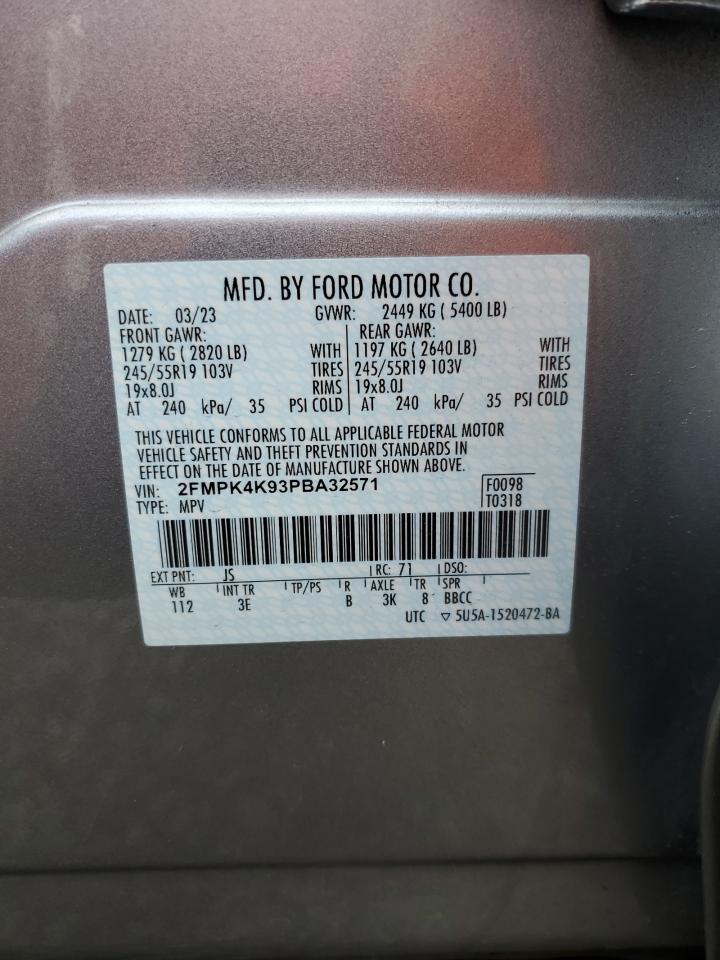 MFD. BY FORD MOTOR CO.
DATE: 03/23 GVWR: 2449 KG ( 5400 LB)
FRONT GAWR: REAR GAWR:
1279 KG ( 2820 LB) WITH 1197 KG ( 2640 LB) WITH
245/55R19 103V TIRES 245/55R19 103V TIRES
19x8.0J RIMS 19x8.0J RIMS
AT 240 kPa/ 35 PSI COLD AT 240 kPa/ 35 PSI COLD
THIS VEHICLE CONFORMS TO ALL APPLICABLE FEDERAL MOTOR
VEHICLE SAFETY AND THEFT PREVENTION STANDARDS IN
EFFECT ON THE DATE OF MANUFACTURE SHOWN ABOVE.
VIN: 2FMPK4K93PBA32571 F0098
TYPE: MPV T0318
EXT PNT: JS RC: 71 DSO:
WB INT TR TP/PS R AXLE TR SPR
112 3E B 3K 8 BBCC
UTC ▽ 5U5A-1520472-BA